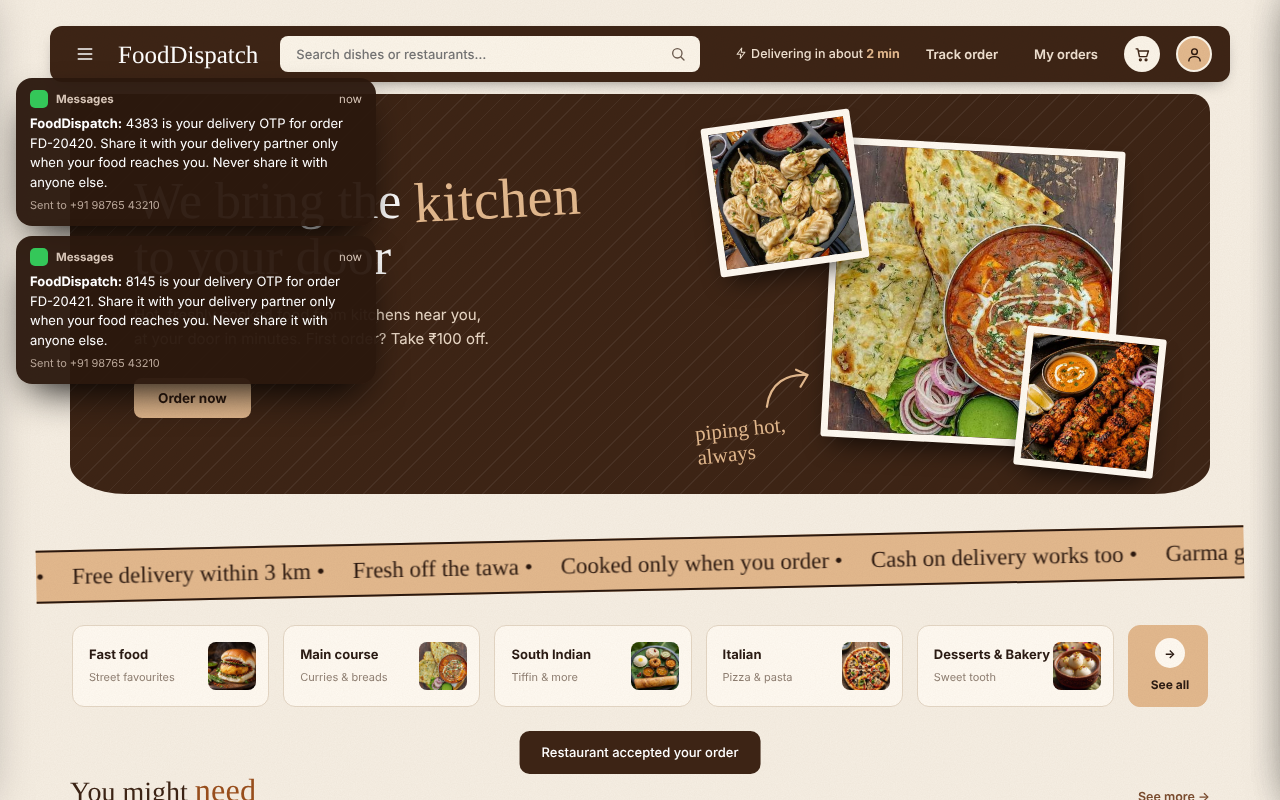 FoodDispatch
Search dishes or restaurants...
Delivering in about 2 min
Track order
My orders
Messages
now
FoodDispatch: 4383 is your delivery OTP for order
FD-20420. Share it with your delivery partner only
when your food reaches you. Never share it with
anyone else.
Sent to +91 98765 43210
We bring the kitchen
to your door
Messages
now
FoodDispatch: 8145 is your delivery OTP for order
FD-20421. Share it with your delivery partner only
when your food reaches you. Never share it with
anyone else.
Sent to +91 98765 43210
kitchens near you,
at your door in minutes. First order? Take ₹100 off.
Order now
piping hot,
always
• Free delivery within 3 km • Fresh off the tawa • Cooked only when you order • Cash on delivery works too • Garma g
Fast food
Street favourites
Main course
Curries & breads
South Indian
Tiffin & more
Italian
Pizza & pasta
Desserts & Bakery
Sweet tooth
See all
Restaurant accepted your order
You might need
See more →